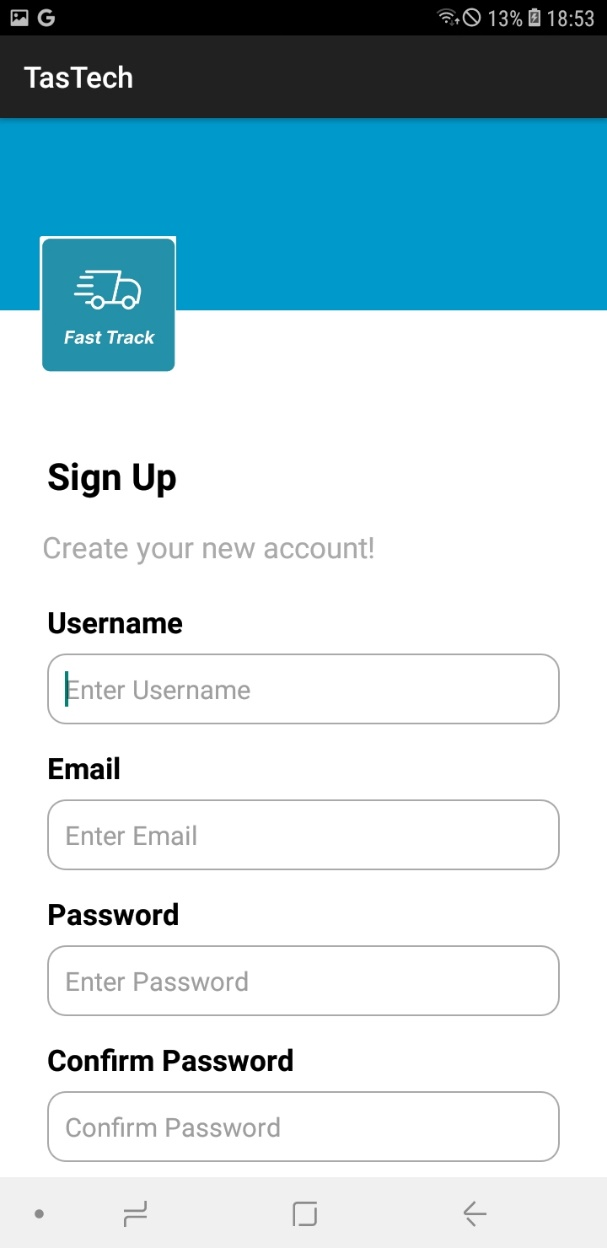 13% 18:53
TasTech
Fast Track
Sign Up
Create your new account!
Username
Enter Username
Email
Enter Email
Password
Enter Password
Confirm Password
Confirm Password